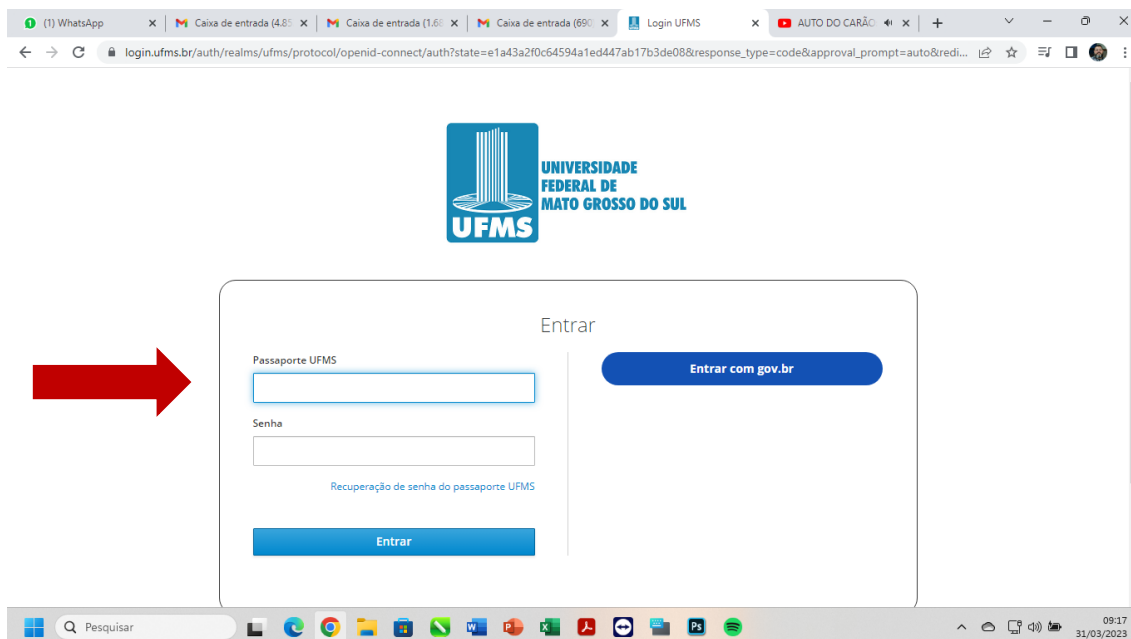 (1) WhatsApp
Caixa de entrada (4.85
Caixa de entrada (1.68
Caixa de entrada (690
Login UFMS
AUTO DO CARÃO
login.ufms.br/auth/realms/ufms/protocol/openid-connect/auth?state=e1a43a2f0c64594a1ed447ab17b3de08&response_type=code&approval_prompt=auto&redi...
UNIVERSIDADE
FEDERAL DE
MATO GROSSO DO SUL
UFMS
Entrar
Passaporte UFMS
Entrar com gov.br
Senha
Recuperação de senha do passaporte UFMS
Entrar
Pesquisar
09:17
31/03/2023